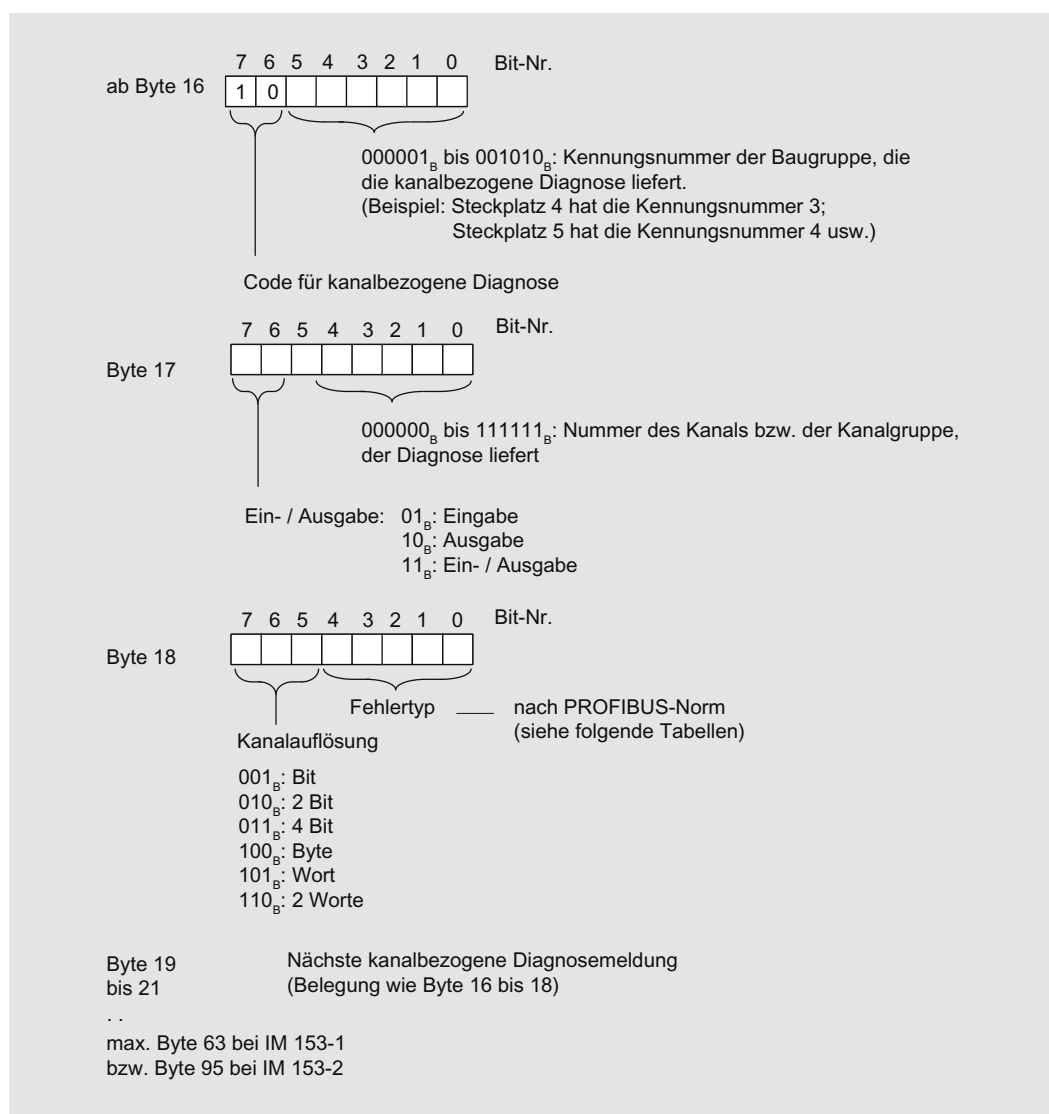 7 6 5 4 3 2 1 0 Bit-Nr.
ab Byte 16 1 0
000001B bis 001010B: Kennungsnummer der Baugruppe, die
die kanalbezogene Diagnose liefert.
(Beispiel: Steckplatz 4 hat die Kennungsnummer 3;
Steckplatz 5 hat die Kennungsnummer 4 usw.)
Code für kanalbezogene Diagnose
7 6 5 4 3 2 1 0 Bit-Nr.
Byte 17
000000B bis 111111B: Nummer des Kanals bzw. der Kanalgruppe,
der Diagnose liefert
Ein- / Ausgabe: 01B: Eingabe
10B: Ausgabe
11B: Ein- / Ausgabe
7 6 5 4 3 2 1 0 Bit-Nr.
Byte 18
Fehlertyp nach PROFIBUS-Norm
(siehe folgende Tabellen)
Kanalauflösung
001B: Bit
010B: 2 Bit
011B: 4 Bit
100B: Byte
101B: Wort
110B: 2 Worte
Byte 19 Nächste kanalbezogene Diagnosemeldung
bis 21 (Belegung wie Byte 16 bis 18)
. .
max. Byte 63 bei IM 153-1
bzw. Byte 95 bei IM 153-2